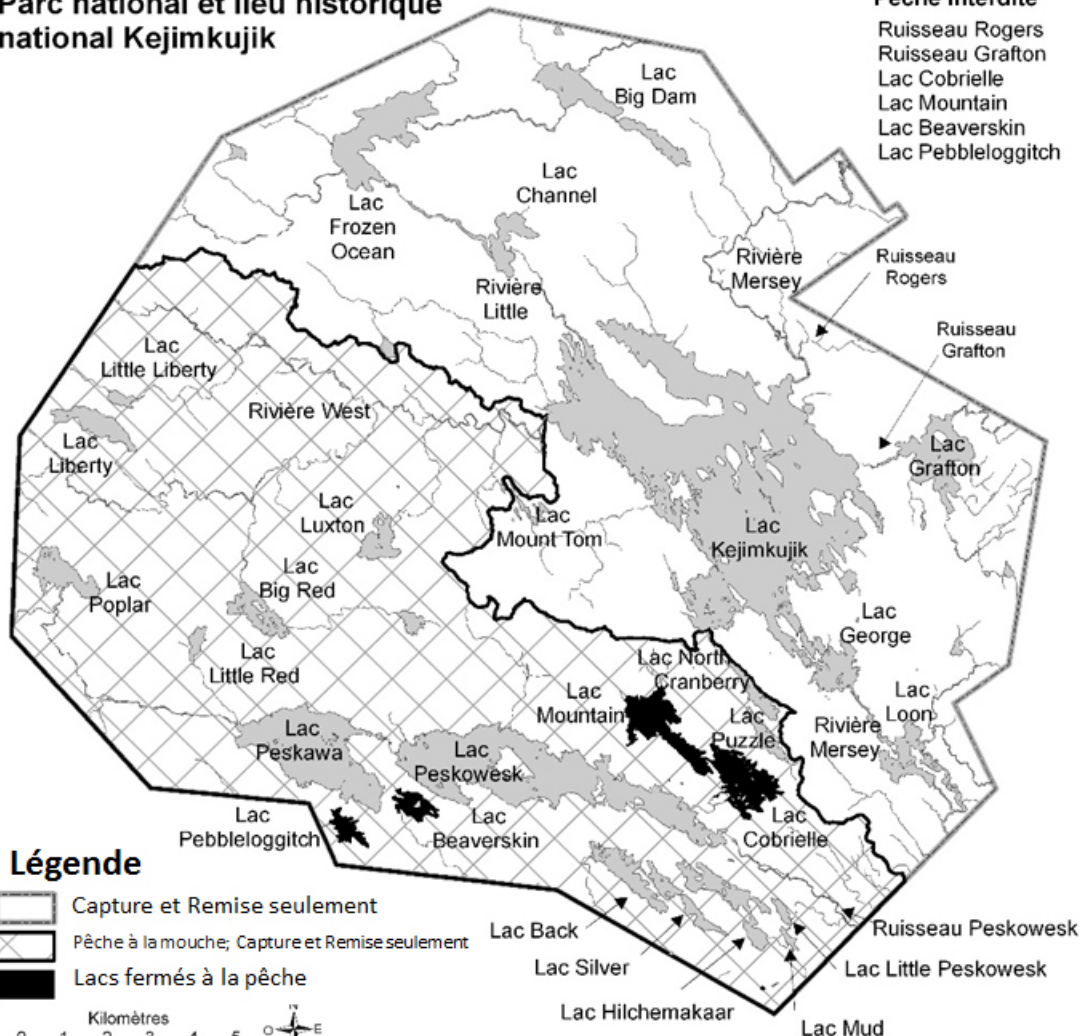 Parc national et lieu historique
national Kejimkujik
Pêche interdite
Ruisseau Rogers
Ruisseau Grafton
Lac Cobrielle
Lac Mountain
Lac Beaverskin
Lac Pebbleloggitch
Lac
Big Dam
Lac
Channel
Lac
Frozen
Ocean
Rivière
Mersey
Ruisseau
Rogers
Rivière
Little
Ruisseau
Grafton
Lac
Little Liberty
Rivière West
Lac
Liberty
Lac
Grafton
Lac
Luxton
Lac
Mount Tom
Lac
Kejimkujik
Lac
Big Red
Lac
Poplar
Lac
George
Lac
Little Red
Lac North
Cranberry
Lac
Mountain
Lac
Loon
Lac
Puzzle
Rivière
Mersey
Lac
Peskawa
Lac
Peskowesk
Lac
Pebbleloggitch
Lac
Beaverskin
Lac
Cobrielle
Lac Back
Ruisseau Peskowesk
Lac Silver
Lac Little Peskowesk
Lac Hilchemakaar
Lac Mud
Légende
Capture et Remise seulement
Pêche à la mouche; Capture et Remise seulement
Lacs fermés à la pêche
Kilomètres
0 1 2 3 4 5
N
O E